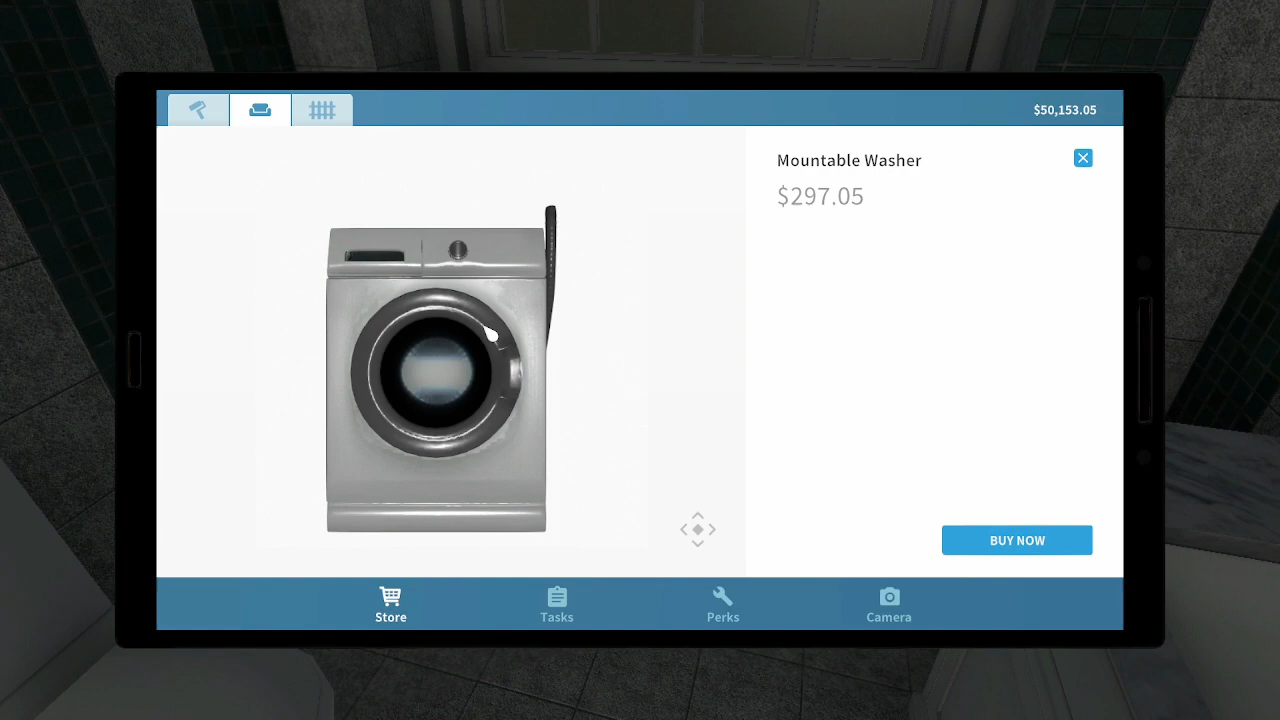 $50,153.05
Mountable Washer
$297.05
BUY NOW
Store
Tasks
Perks
Camera